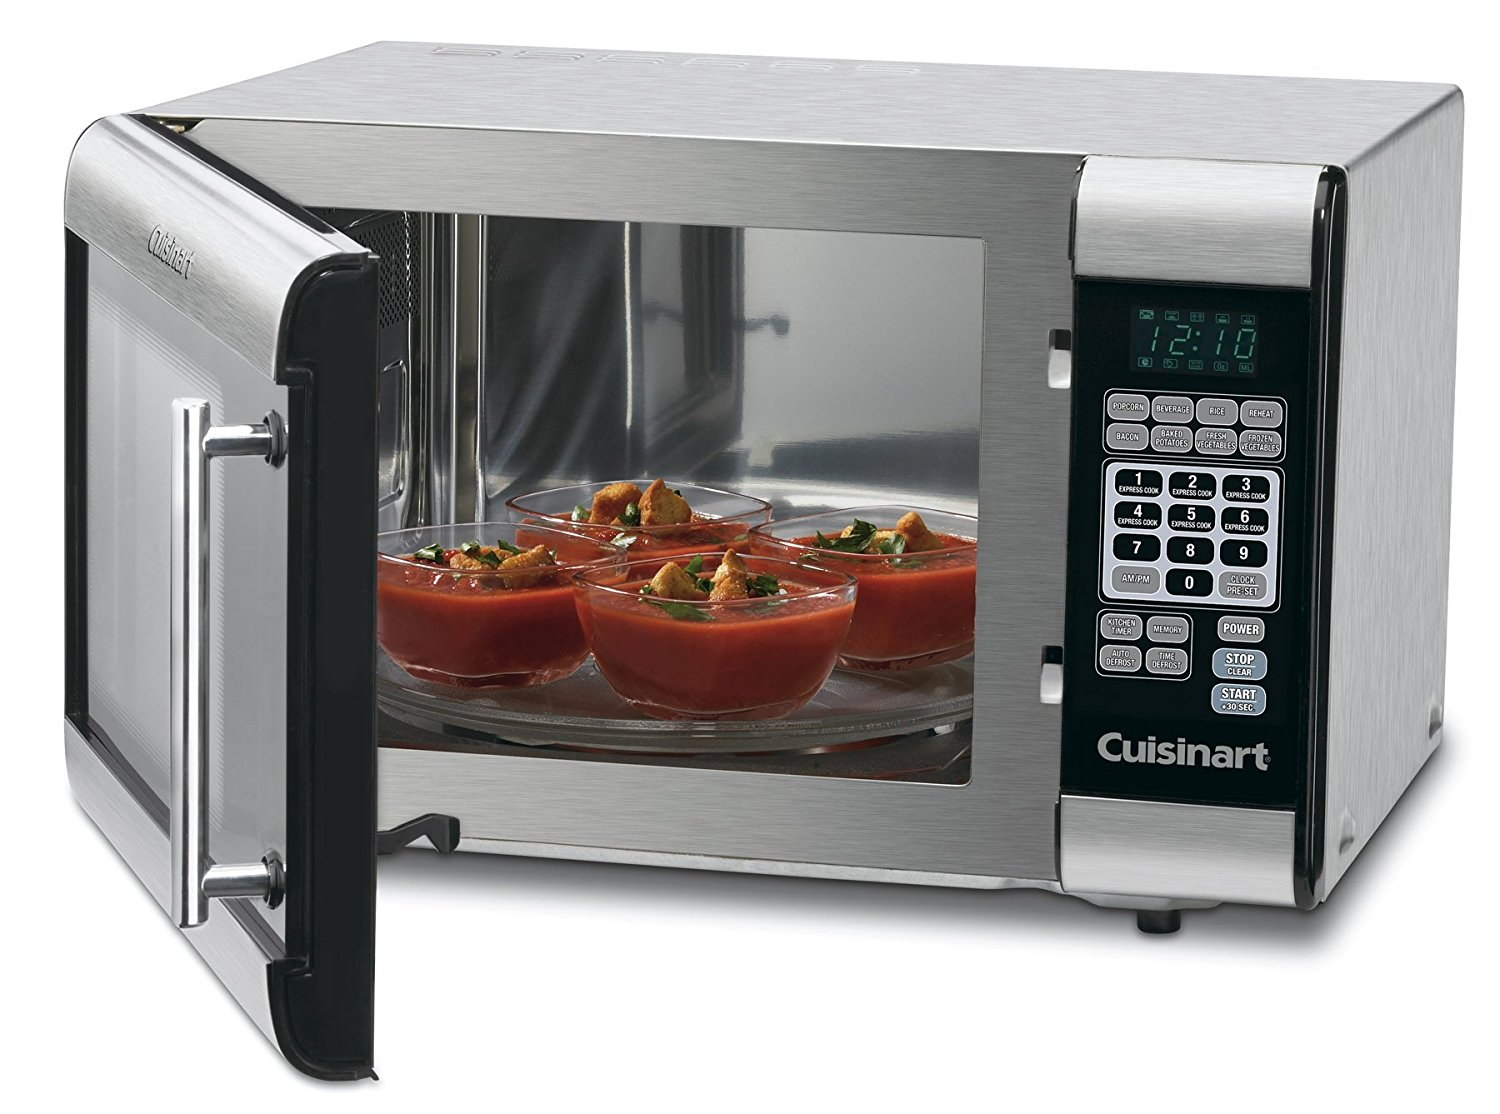 Cuisinart
12:10
Oz
ML
POPCORN
BEVERAGE
RICE
REHEAT
BACON
BAKED
POTATOES
FRESH
VEGETABLES
FROZEN
VEGETABLES
1
EXPRESS COOK
2
EXPRESS COOK
3
EXPRESS COOK
4
EXPRESS COOK
5
EXPRESS COOK
6
EXPRESS COOK
7
8
9
AM/PM
0
CLOCK
PRE-SET
KITCHEN
TIMER
MEMORY
POWER
AUTO
DEFROST
TIME
DEFROST
STOP
CLEAR
START
+30 SEC.
Cuisinart®